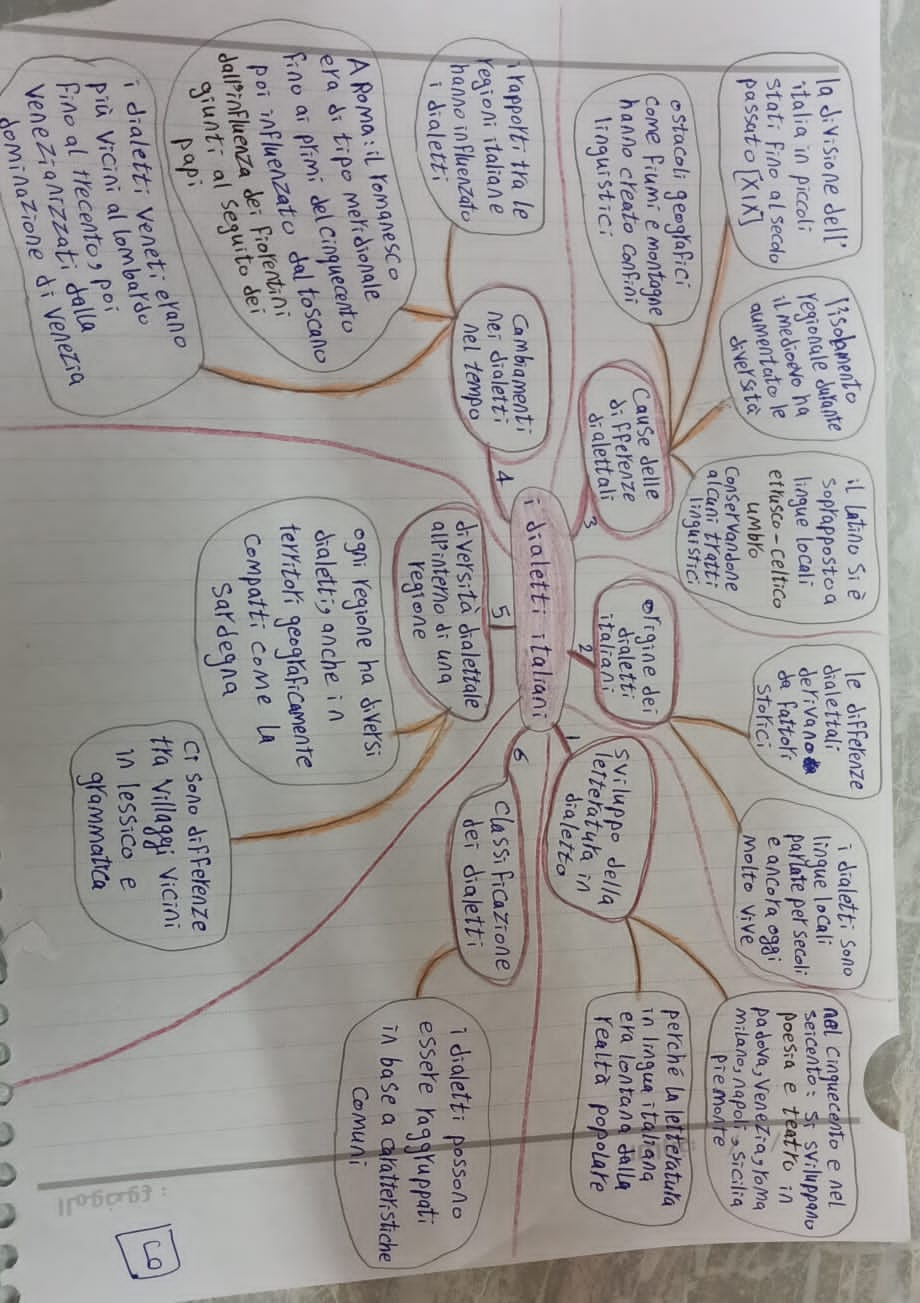 i dialetti italiani
1
sviluppo della
letteratura in
dialetto
nel cinquecento e nel
seicento: si sviluppano
poesia e teatro in
padova, venezia, roma
milano, napoli, sicilia
piemonte
perché la letteratura
in lingua italiana
era lontana dalla
realtà popolare
2
origine dei
dialetti
italiani
le differenze
dialettali
derivano
da fattori
storici
i dialetti sono
lingue locali
parlate per secoli
e ancora oggi
molto vive
3
Cause delle
differenze
dialettali
la divisione dell'
italia in piccoli
stati fino al secolo
passato [XIX]
ostacoli geografici
come fiumi e montagne
hanno creato confini
linguistici
l'isolamento
regionale durante
il medioevo ha
aumentato le
diversità
il latino si è
soprapposto a
lingue locali
etrusco-celtico
umbro
conservandone
alcuni tratti
linguistici
4
Cambiamenti
nei dialetti
nel tempo
i rapporti tra le
regioni italiane
hanno influenzato
i dialetti
A Roma: il romanesco
era di tipo meridionale
fino ai primi del cinquecento
poi influenzato dal toscano
dall'influenza dei fiorentini
giunti al seguito dei
papi
i dialetti veneti erano
più vicini al lombardo
fino al trecento, poi
venezianizzati dalla
dominazione di venezia
5
diversità dialettale
all'interno di una
regione
ogni regione ha diversi
dialetti, anche in
territori geograficamente
compatti come la
sardegna
Ci sono differenze
tra villaggi vicini
in lessico e
grammatica
6
classificazione
dei dialetti
i dialetti possono
essere raggruppati
in base a caratteristiche
comuni